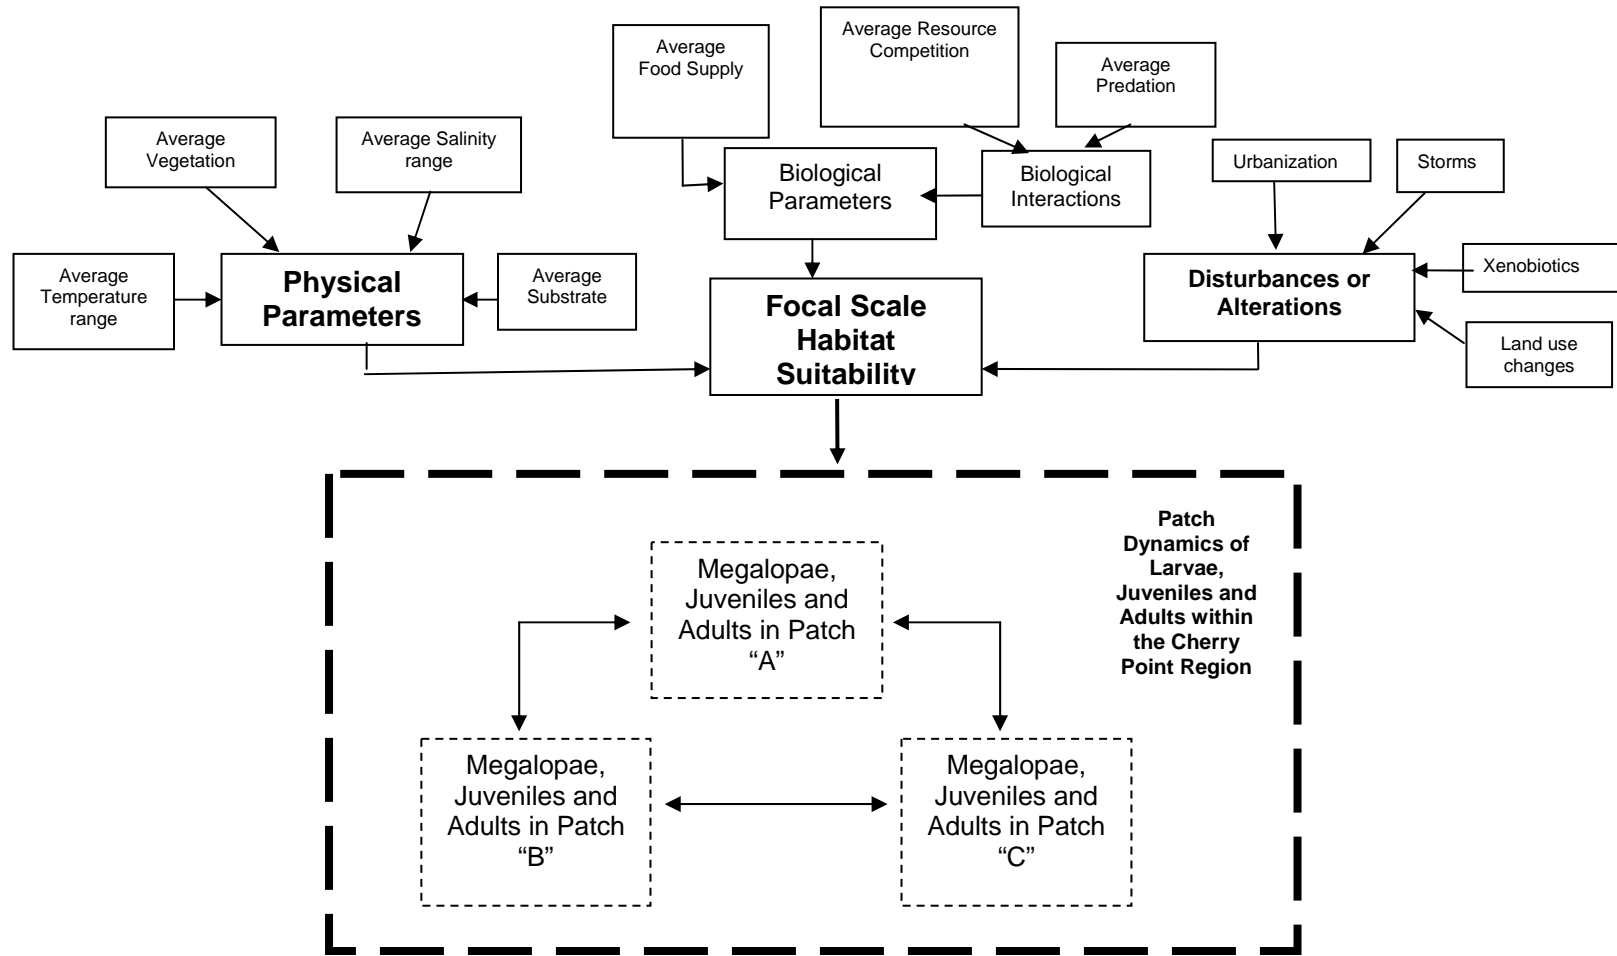 Average
Food Supply
Average Resource
Competition
Average
Predation
Average
Vegetation
Average Salinity
range
Urbanization
Storms
Biological
Parameters
Biological
Interactions
Average
Temperature
range
Physical
Parameters
Average
Substrate
Focal Scale
Habitat
Suitability
Disturbances or
Alterations
Xenobiotics
Land use
changes
Patch
Dynamics of
Larvae,
Juveniles and
Adults within
the Cherry
Point Region
Megalopae,
Juveniles and
Adults in Patch
“A”
Megalopae,
Juveniles and
Adults in Patch
“B”
Megalopae,
Juveniles and
Adults in Patch
“C”